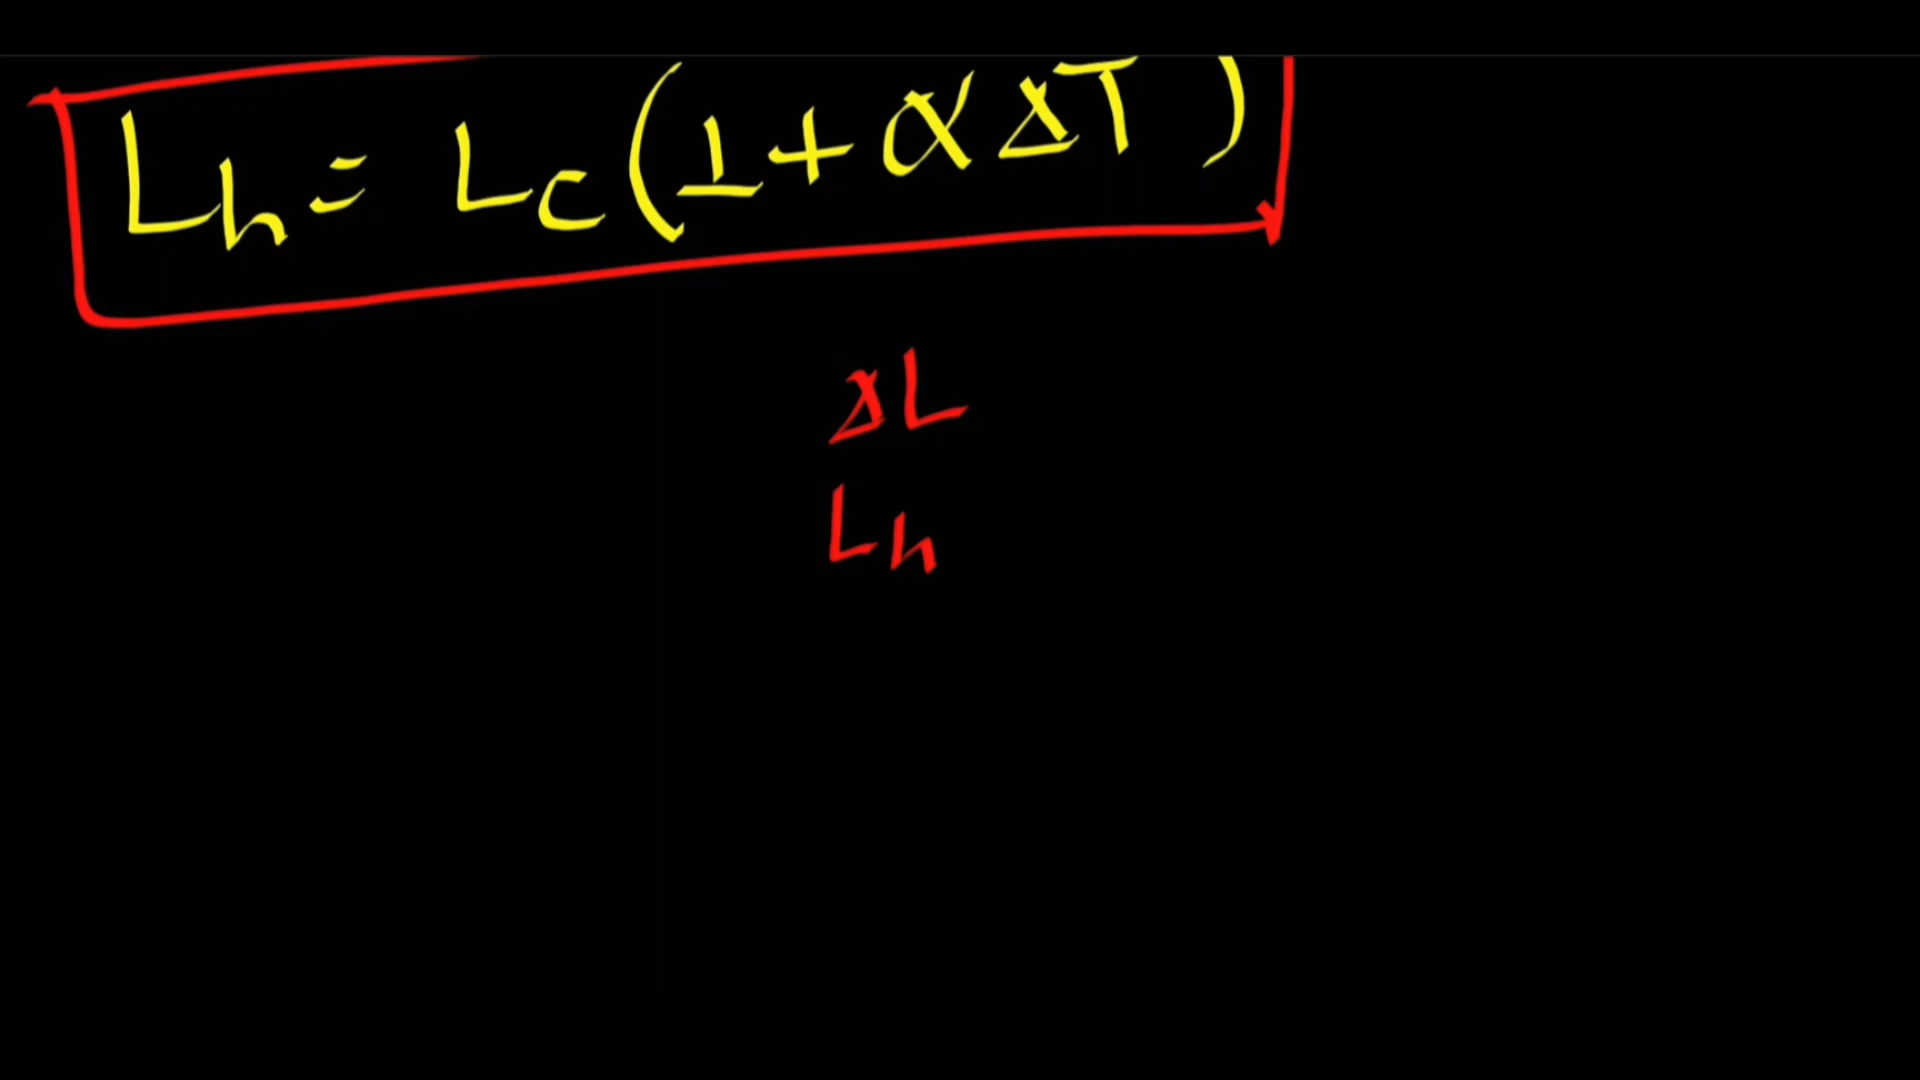 Lh = Lc (1 + α ΔT)
ΔL
Lh